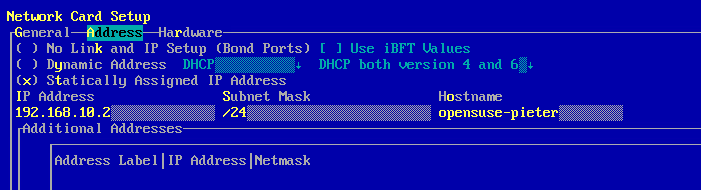 Network Card Setup
General Address Hardware
( ) No Link and IP Setup (Bond Ports) [ ] Use iBFT Values
( ) Dynamic Address DHCP↓ DHCP both version 4 and 6↓
(x) Statically Assigned IP Address
IP Address Subnet Mask Hostname
192.168.10.2 /24 opensuse-pieter
Additional Addresses
Address Label|IP Address|Netmask